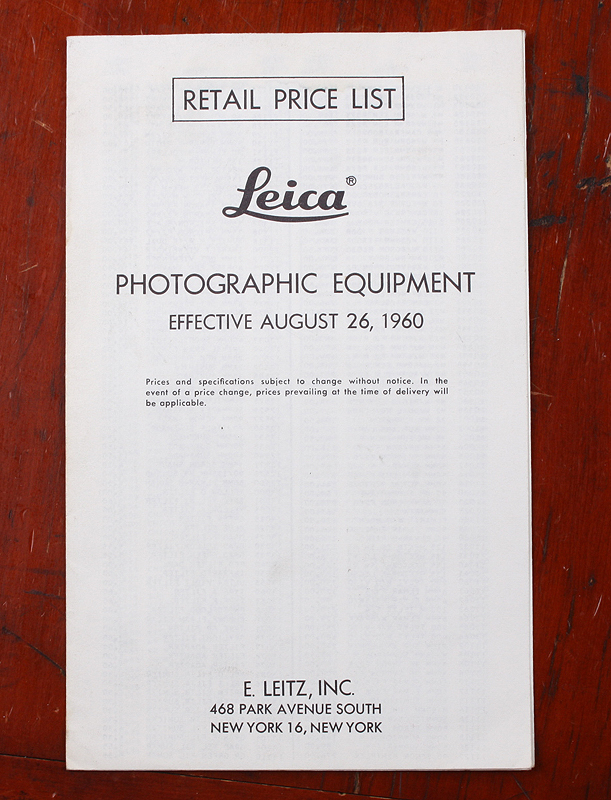 RETAIL PRICE LIST
Leica®
PHOTOGRAPHIC EQUIPMENT
EFFECTIVE AUGUST 26, 1960
Prices and specifications subject to change without notice. In the
event of a price change, prices prevailing at the time of delivery will
be applicable.
E. LEITZ, INC.
468 PARK AVENUE SOUTH
NEW YORK 16, NEW YORK